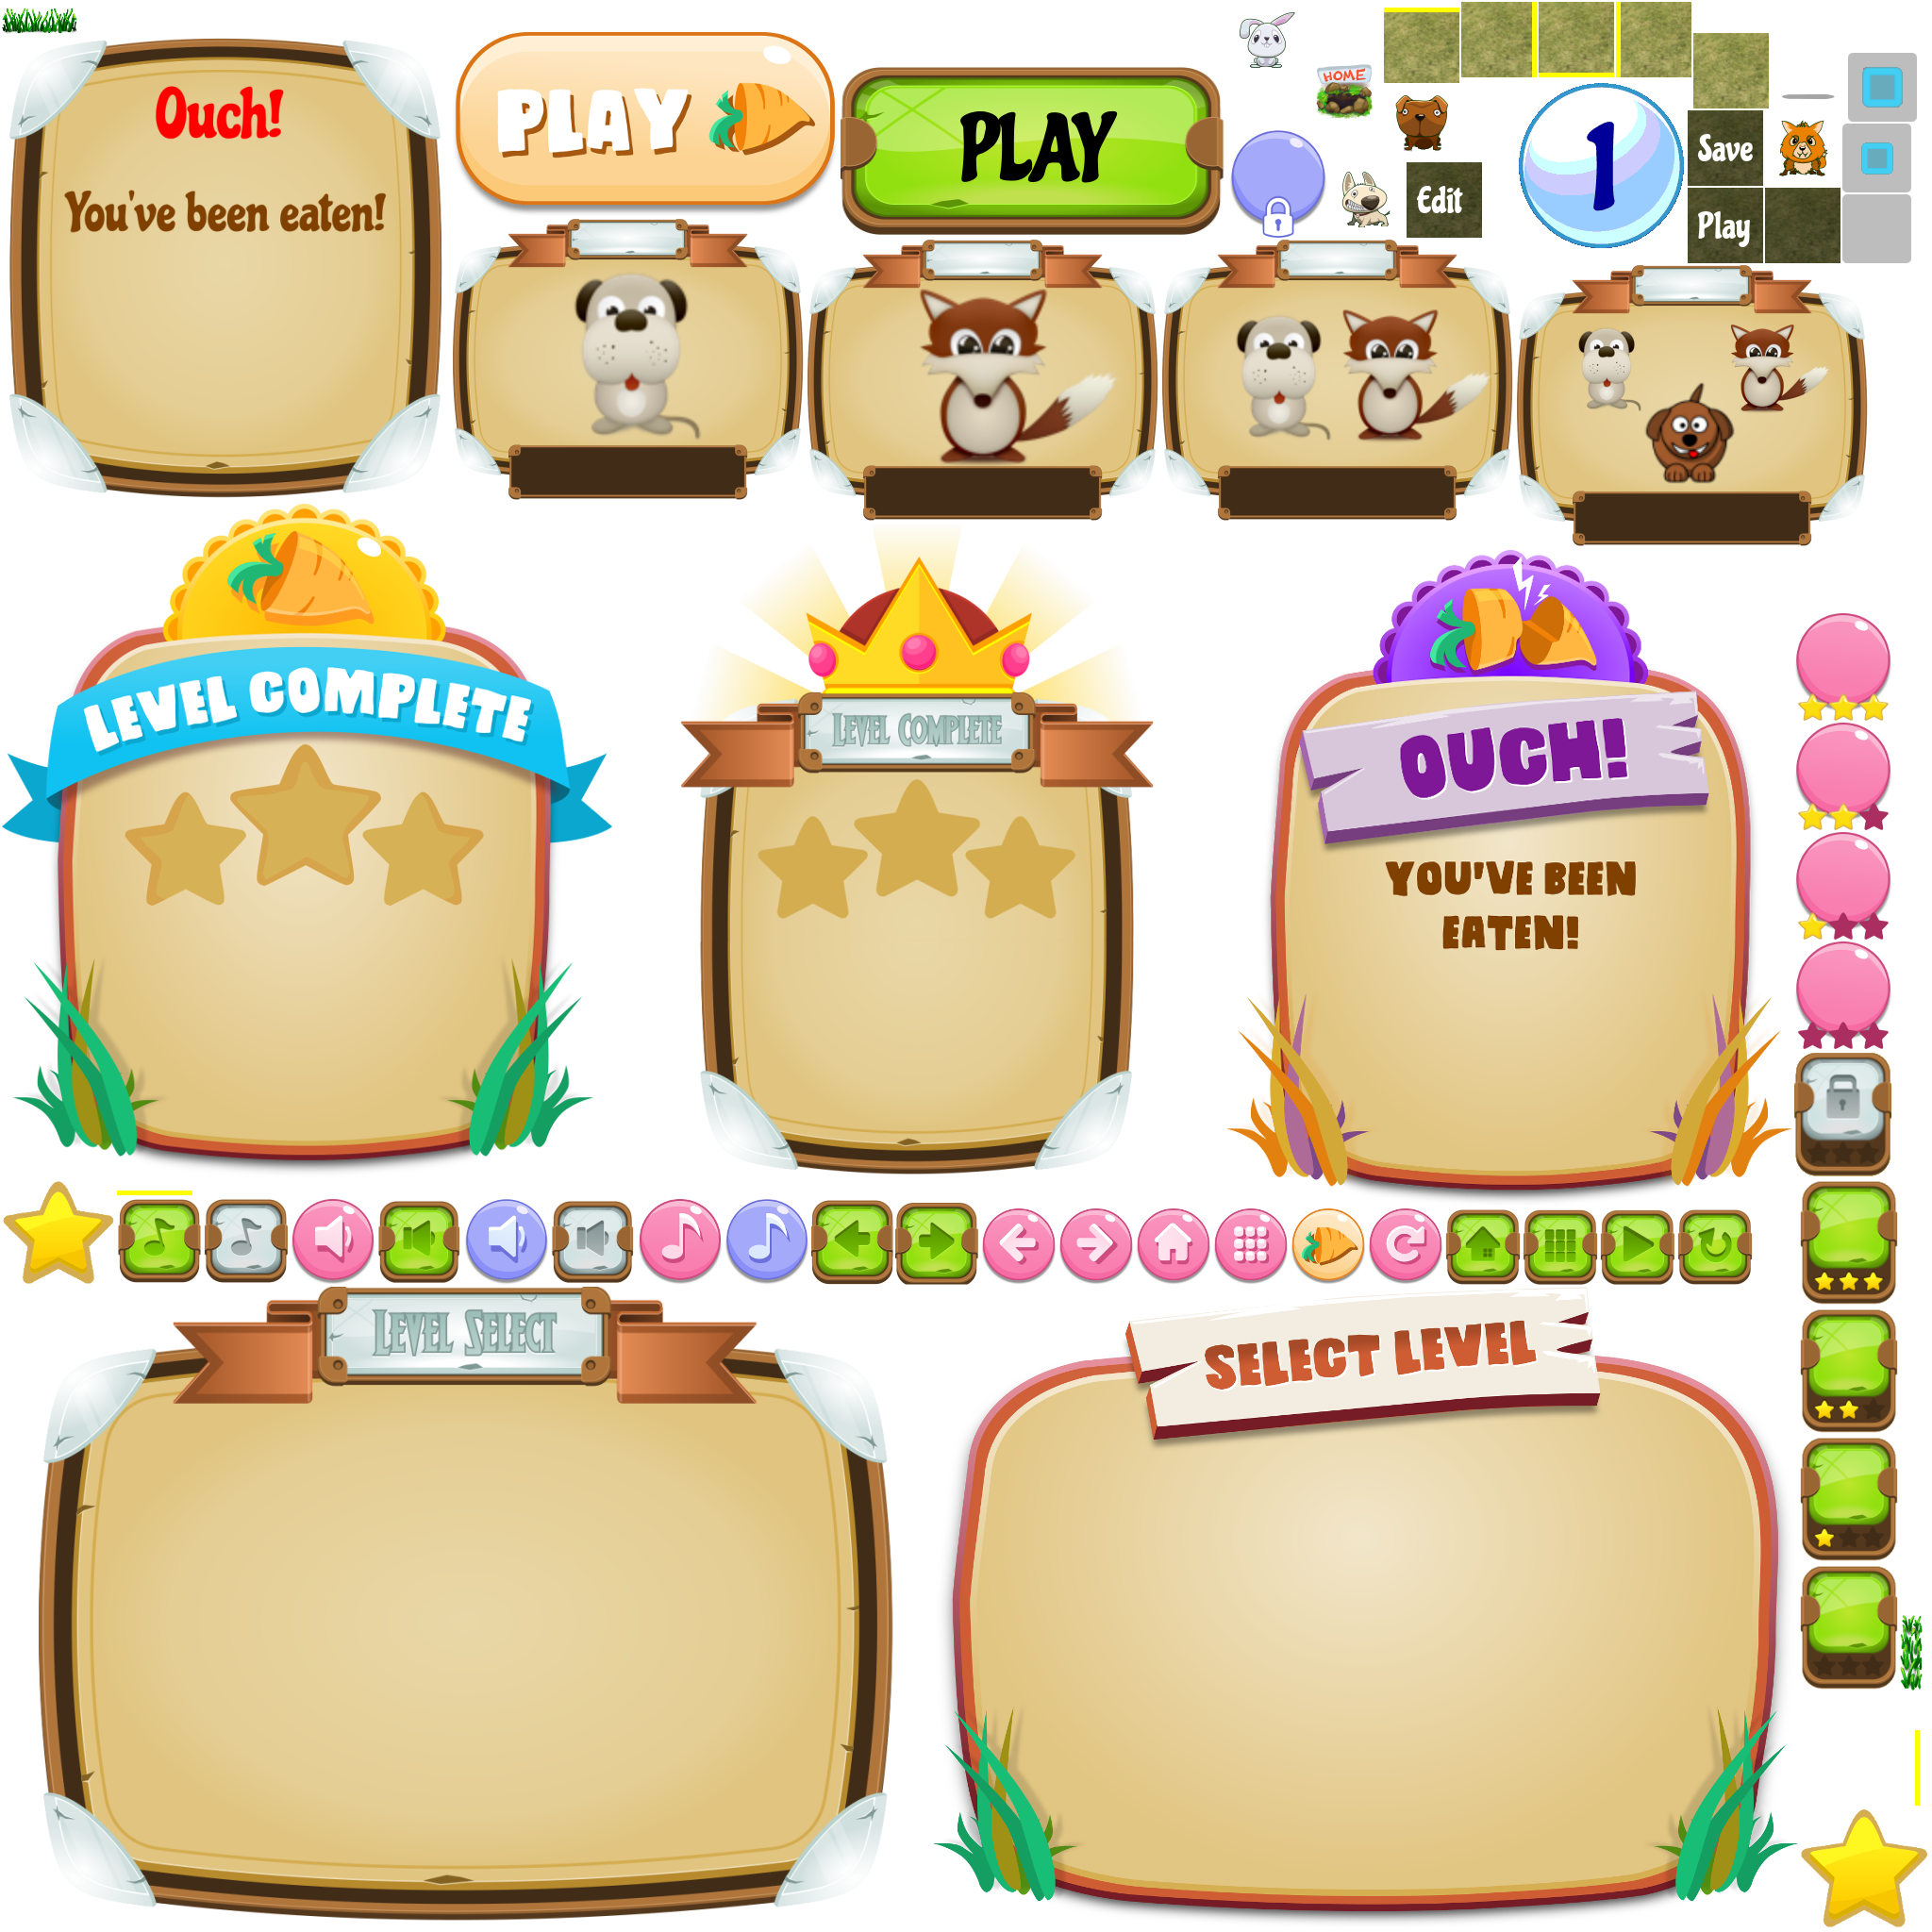 Ouch!
You've been eaten!
PLAY
PLAY
HOME
Edit
1
Save
Play
LEVEL COMPLETE
LEVEL COMPLETE
OUCH!
YOU'VE BEEN
EATEN!
LEVEL SELECT
SELECT LEVEL